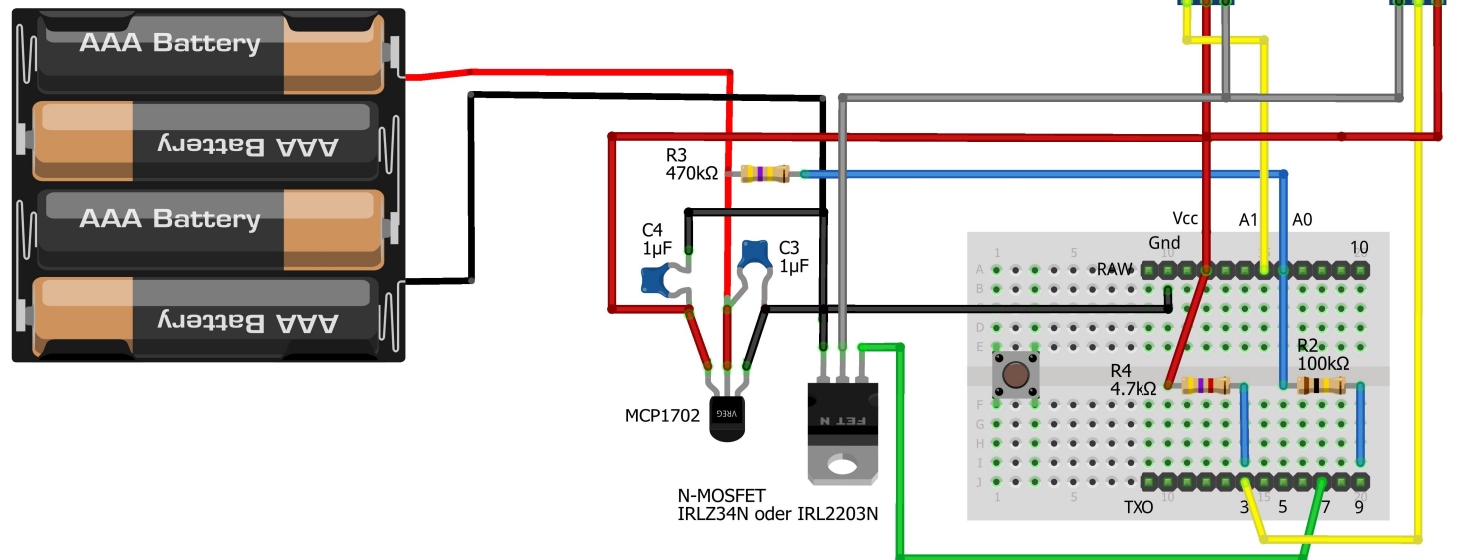 AAA Battery
AAA Battery
AAA Battery
AAA Battery
R3
470kΩ
C4
1µF
C3
1µF
MCP1702
VREG
FET N
N-MOSFET
IRLZ34N oder IRL2203N
Vcc
A1
A0
Gnd
10
RAW
1
5
10
15
A
B
D
E
F
G
H
I
J
R4
4.7kΩ
R2
100kΩ
1
5
10
15
20
TXO
3
5
7
9